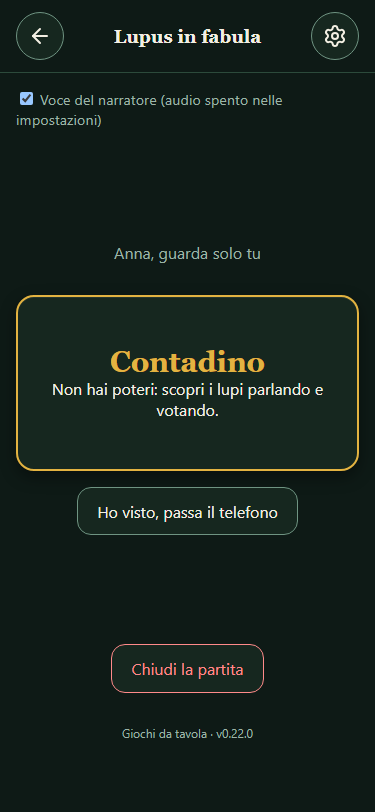 Lupus in fabula
Voce del narratore (audio spento nelle
impostazioni)
Anna, guarda solo tu
Contadino
Non hai poteri: scopri i lupi parlando e
votando.
Ho visto, passa il telefono
Chiudi la partita
Giochi da tavola · v0.22.0